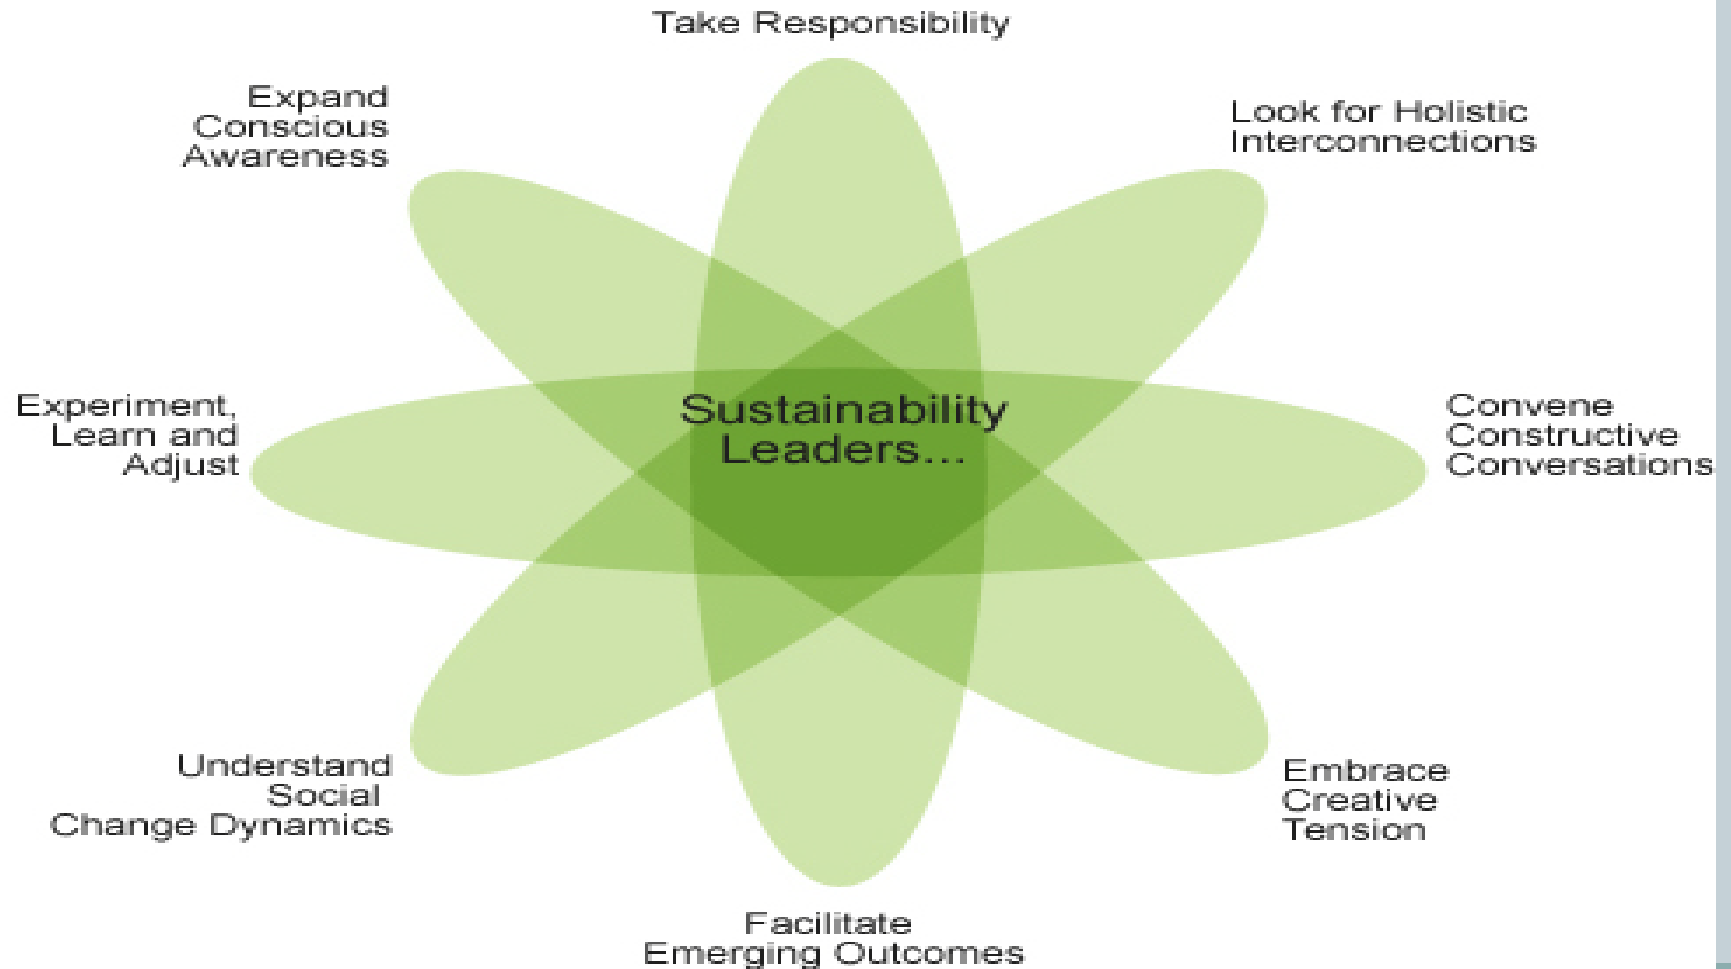 Take Responsibility
Expand
Conscious
Awareness
Look for Holistic
Interconnections
Experiment,
Learn and
Adjust
Sustainability
Leaders...
Convene
Constructive
Conversations
Understand
Social
Change Dynamics
Embrace
Creative
Tension
Facilitate
Emerging Outcomes